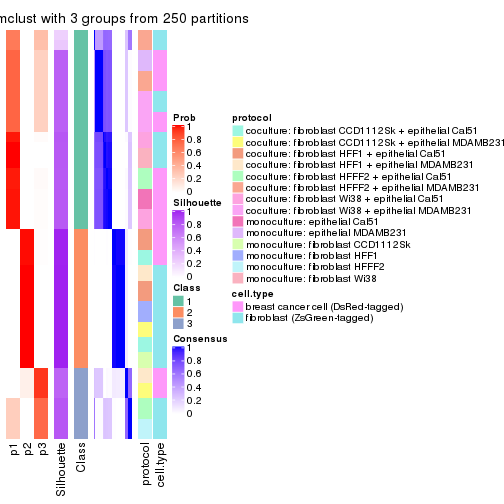 mclust with 3 groups from 250 partitions
Prob
1
0.8
0.6
0.4
0.2
0
Silhouette
1
0.8
0.6
0.4
0.2
0
Class
1
2
3
Consensus
1
0.8
0.6
0.4
0.2
0
protocol
coculture: fibroblast CCD1112Sk + epithelial Cal51
coculture: fibroblast CCD1112Sk + epithelial MDAMB231
coculture: fibroblast HFF1 + epithelial Cal51
coculture: fibroblast HFF1 + epithelial MDAMB231
coculture: fibroblast HFFF2 + epithelial Cal51
coculture: fibroblast HFFF2 + epithelial MDAMB231
coculture: fibroblast Wi38 + epithelial Cal51
coculture: fibroblast Wi38 + epithelial MDAMB231
monoculture: epithelial Cal51
monoculture: epithelial MDAMB231
monoculture: fibroblast CCD1112Sk
monoculture: fibroblast HFF1
monoculture: fibroblast HFFF2
monoculture: fibroblast Wi38
cell.type
breast cancer cell (DsRed-tagged)
fibroblast (ZsGreen-tagged)
p1
p2
p3
Silhouette
Class
protocol
cell.type